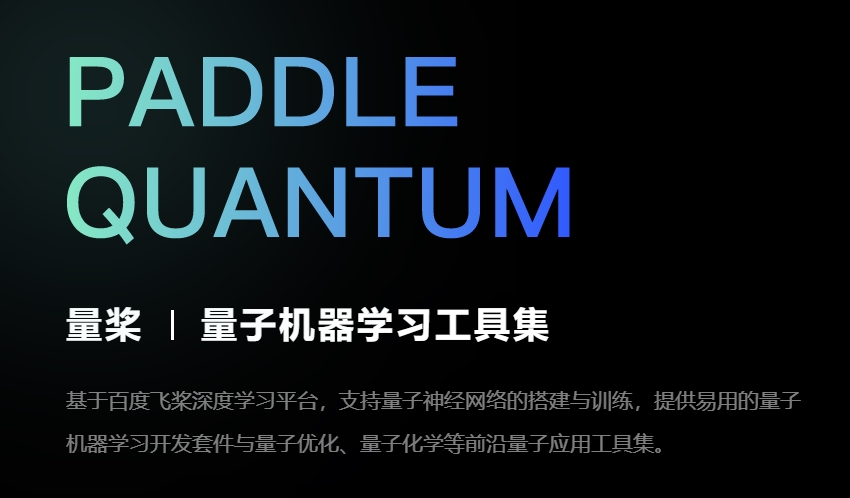 PADDLE
QUANTUM
量桨 | 量子机器学习工具集
基于百度飞桨深度学习平台，支持量子神经网络的搭建与训练，提供易用的量子
机器学习开发套件与量子优化、量子化学等前沿量子应用工具集。